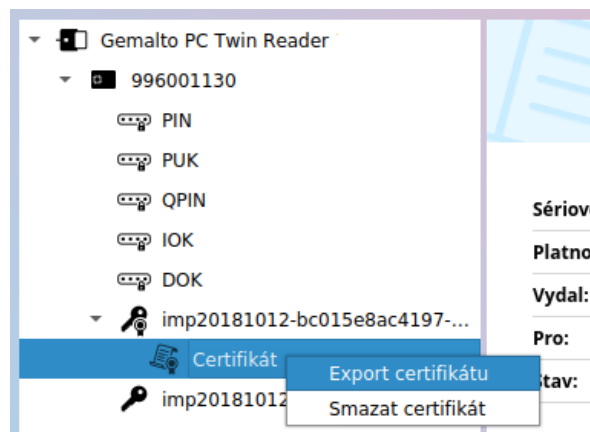 Gemalto PC Twin Reader
996001130
PIN
PUK
QPIN
IOK
DOK
imp20181012-bc015e8ac4197-...
Certifikát
imp20181012
Export certifikátu
Smazat certifikát
Sériov
Platno
Vydal:
Pro:
tav: